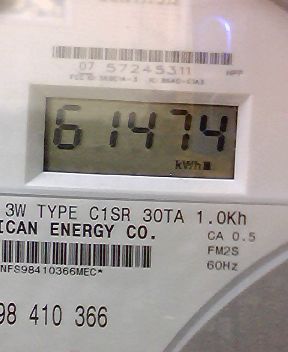 07 57245311
61474
kWh
3W TYPE C1SR 30TA 1.0Kh
ICAN ENERGY CO.
CA 0.5
FM2S
60Hz
NFS98410366MEC*
98 410 366